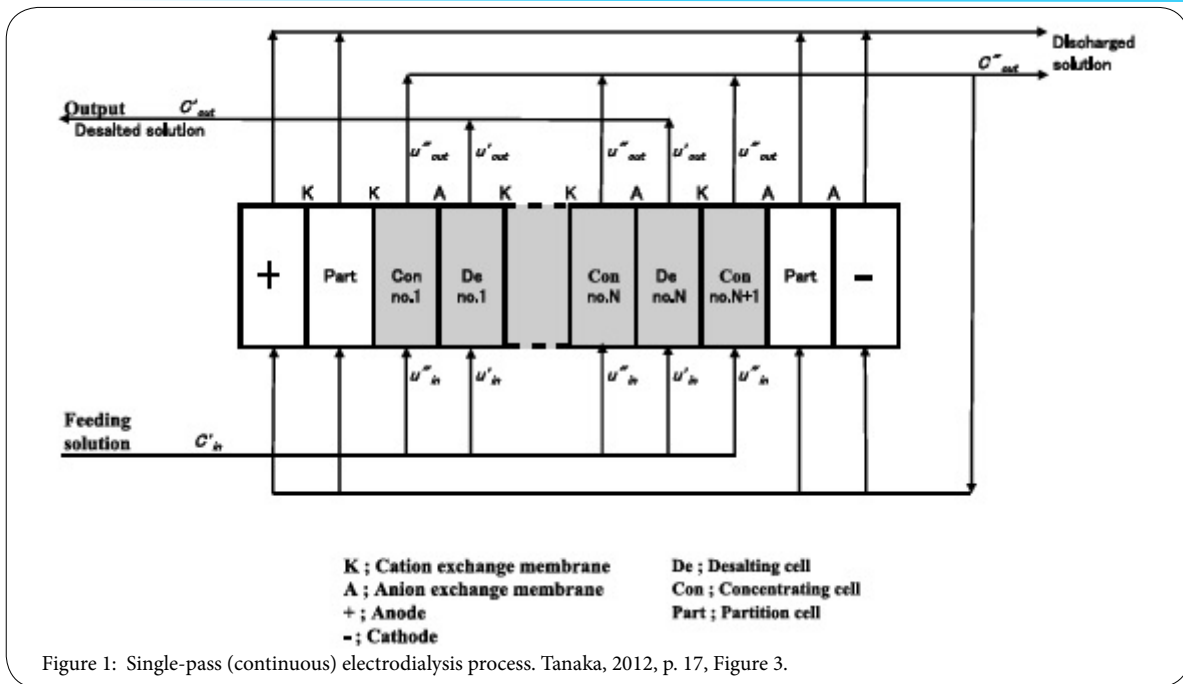 Discharged
solution
C″out
Output C′out
Desalted solution
u″out u′out u″out u′out u″out
K K A K K A K A A
+ Part Con no.1 De no.1 Con no.N De no.N Con no.N+1 Part -
u″in u′in u″in u′in u″in
Feeding
solution C′in
K ; Cation exchange membrane De ; Desalting cell
A ; Anion exchange membrane Con ; Concentrating cell
+ ; Anode Part ; Partition cell
- ; Cathode
Figure 1: Single-pass (continuous) electrodialysis process. Tanaka, 2012, p. 17, Figure 3.